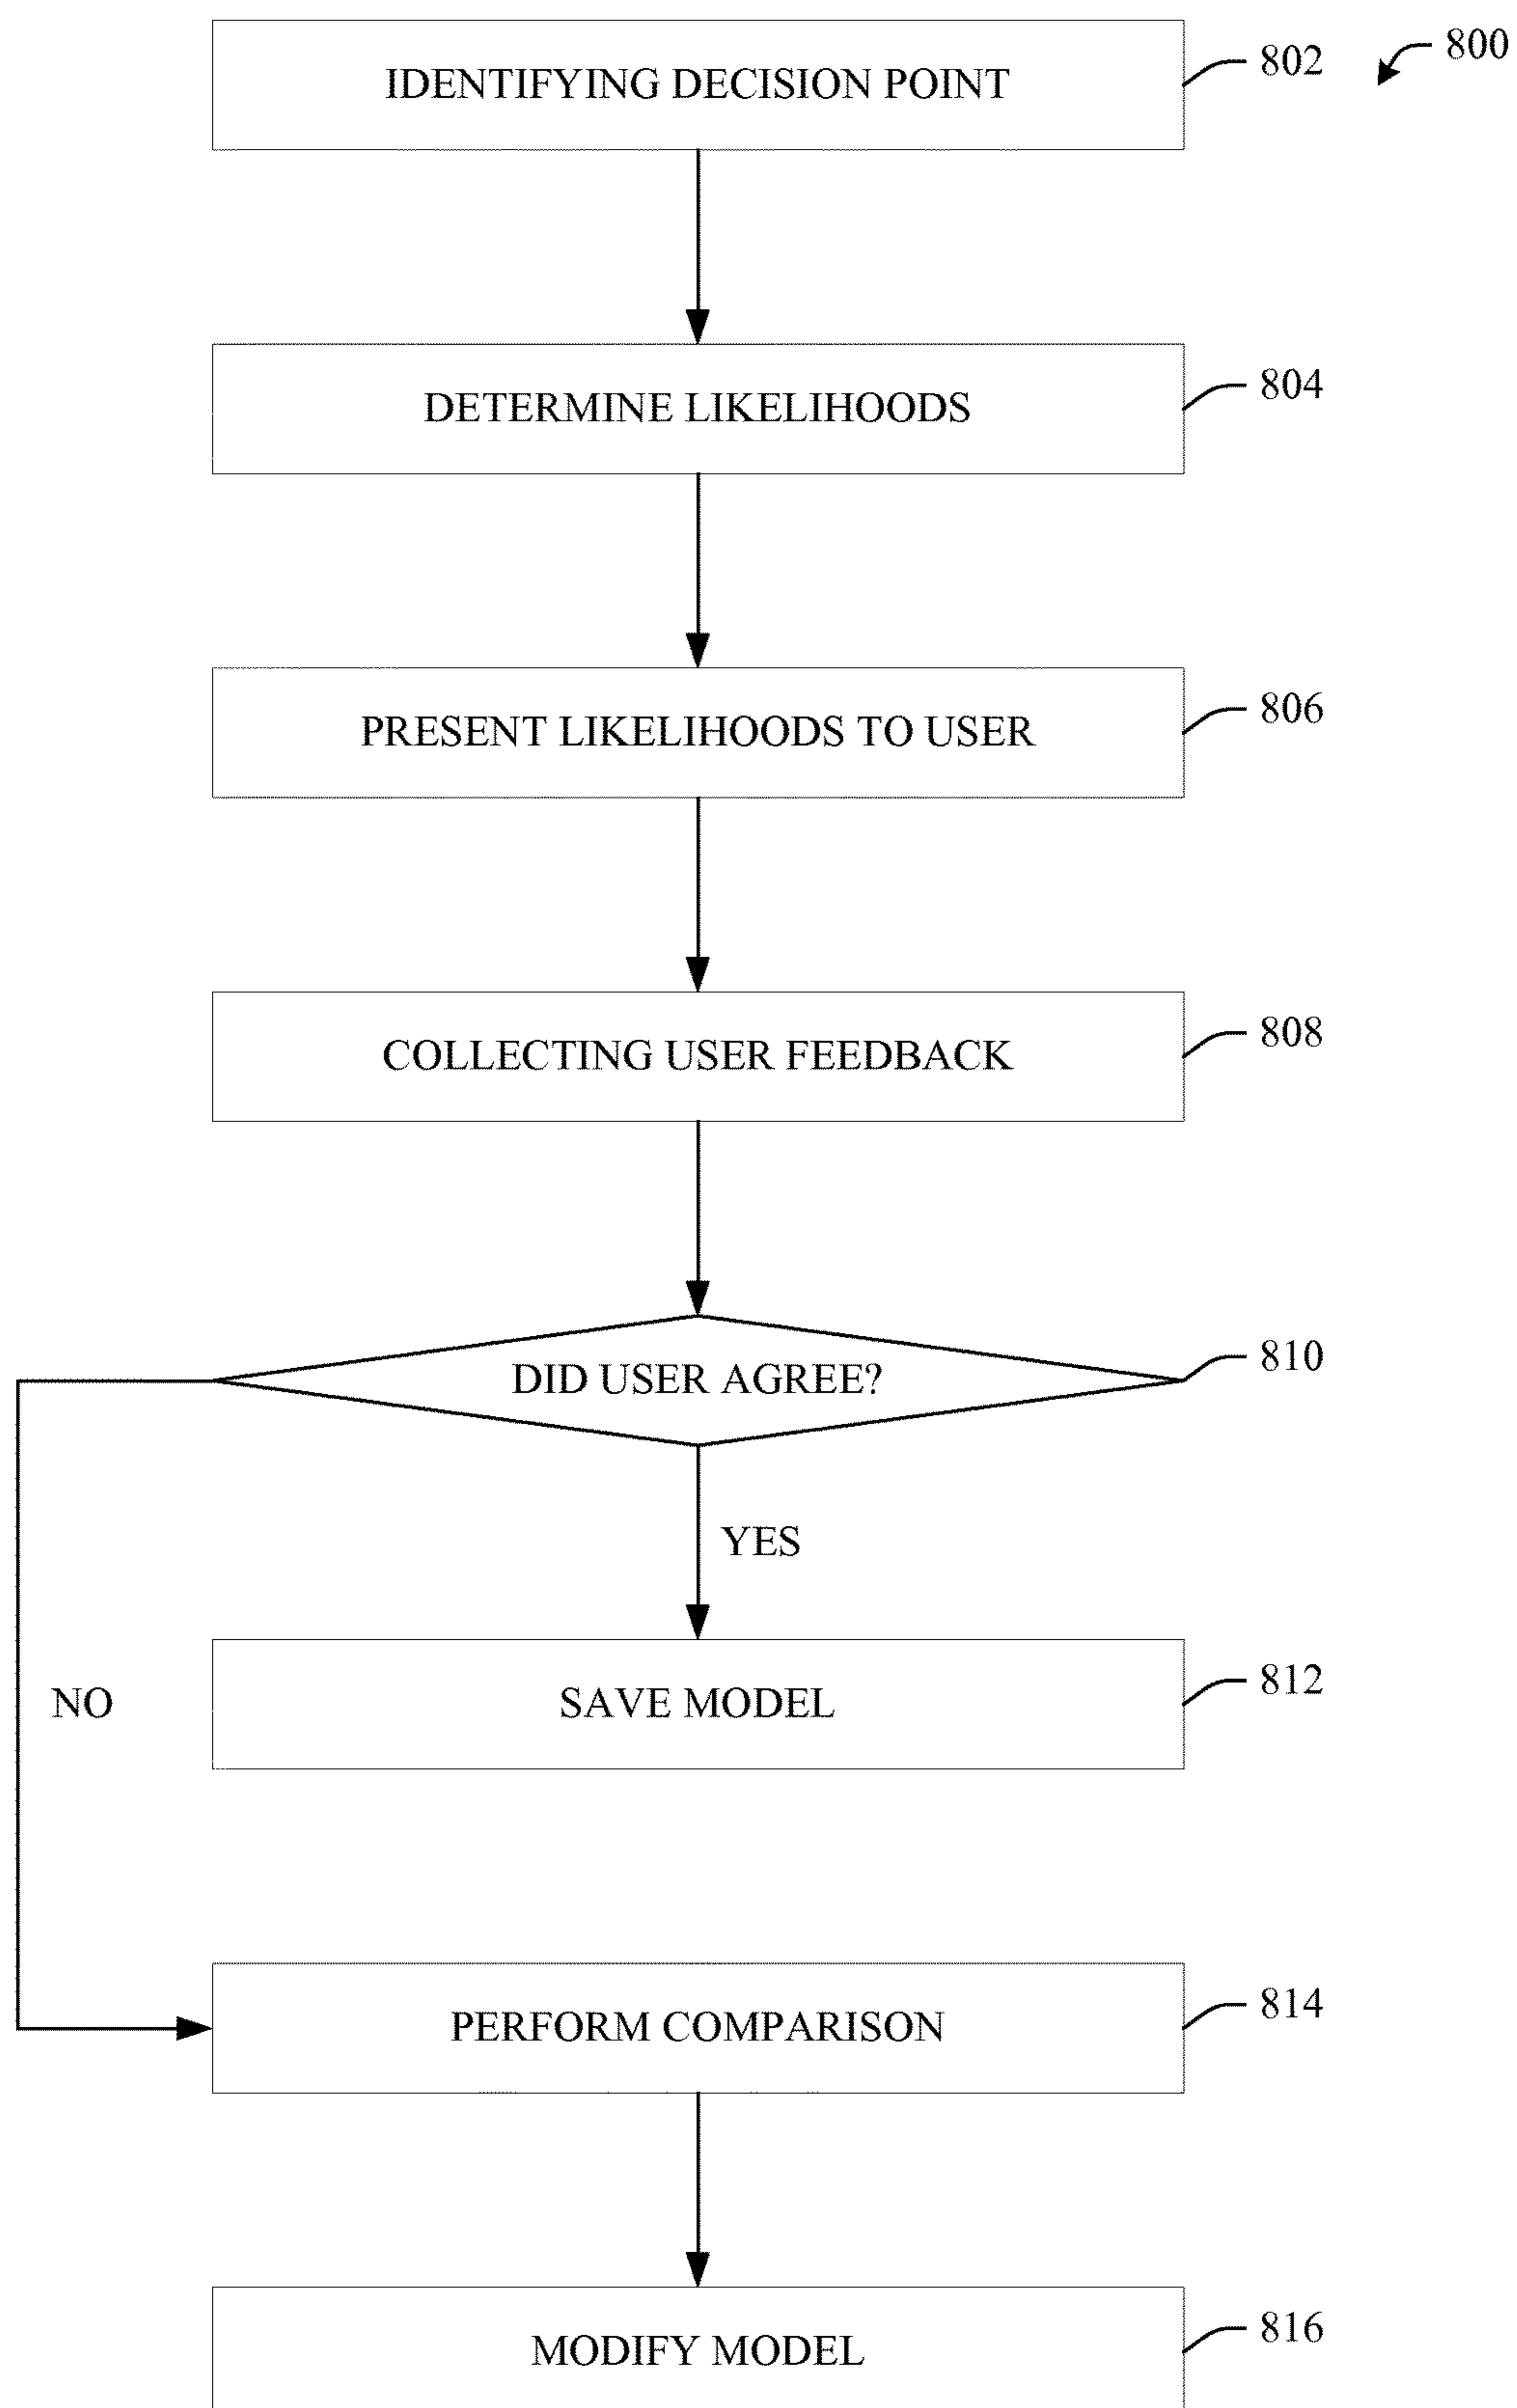 800
IDENTIFYING DECISION POINT
802
DETERMINE LIKELIHOODS
804
PRESENT LIKELIHOODS TO USER
806
COLLECTING USER FEEDBACK
808
DID USER AGREE?
810
YES
SAVE MODEL
812
NO
PERFORM COMPARISON
814
MODIFY MODEL
816